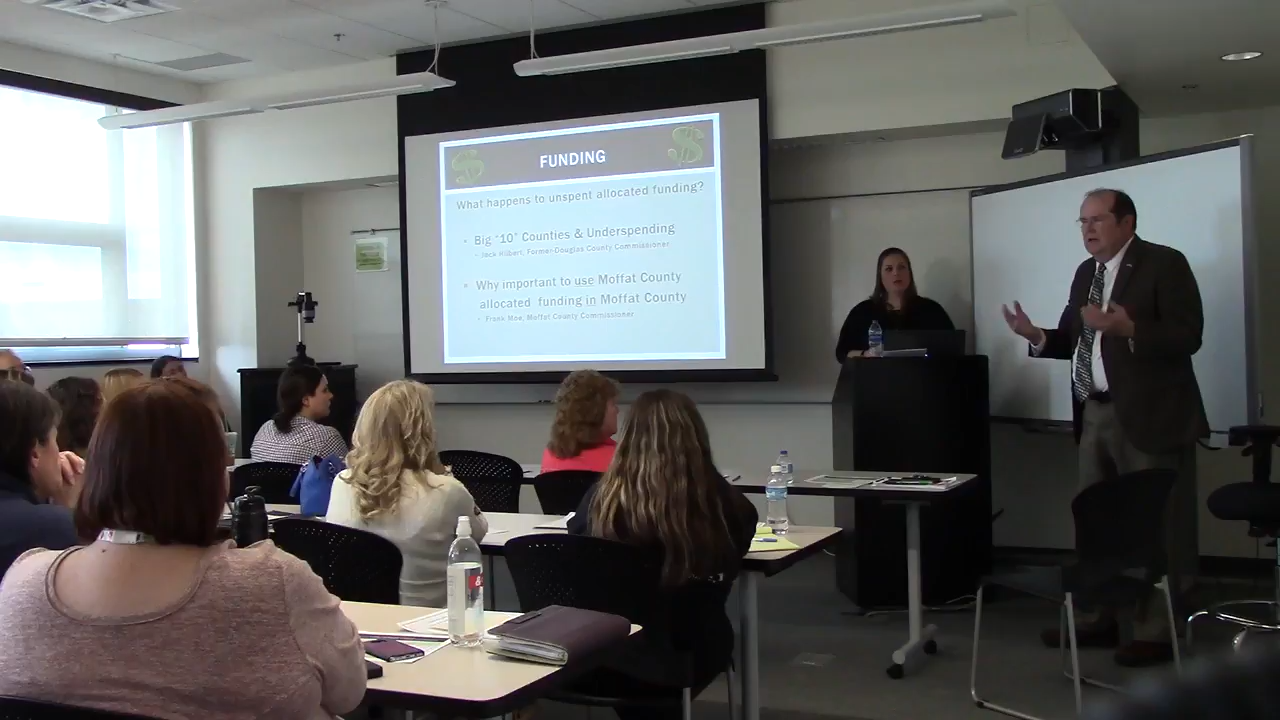 FUNDING
What happens to unspent allocated funding?
• Big "10" Counties & Underspending
• Jack Hilbert, Former-Douglas County Commissioner
• Why important to use Moffat County
allocated funding in Moffat County
• Frank Moe, Moffat County Commissioner